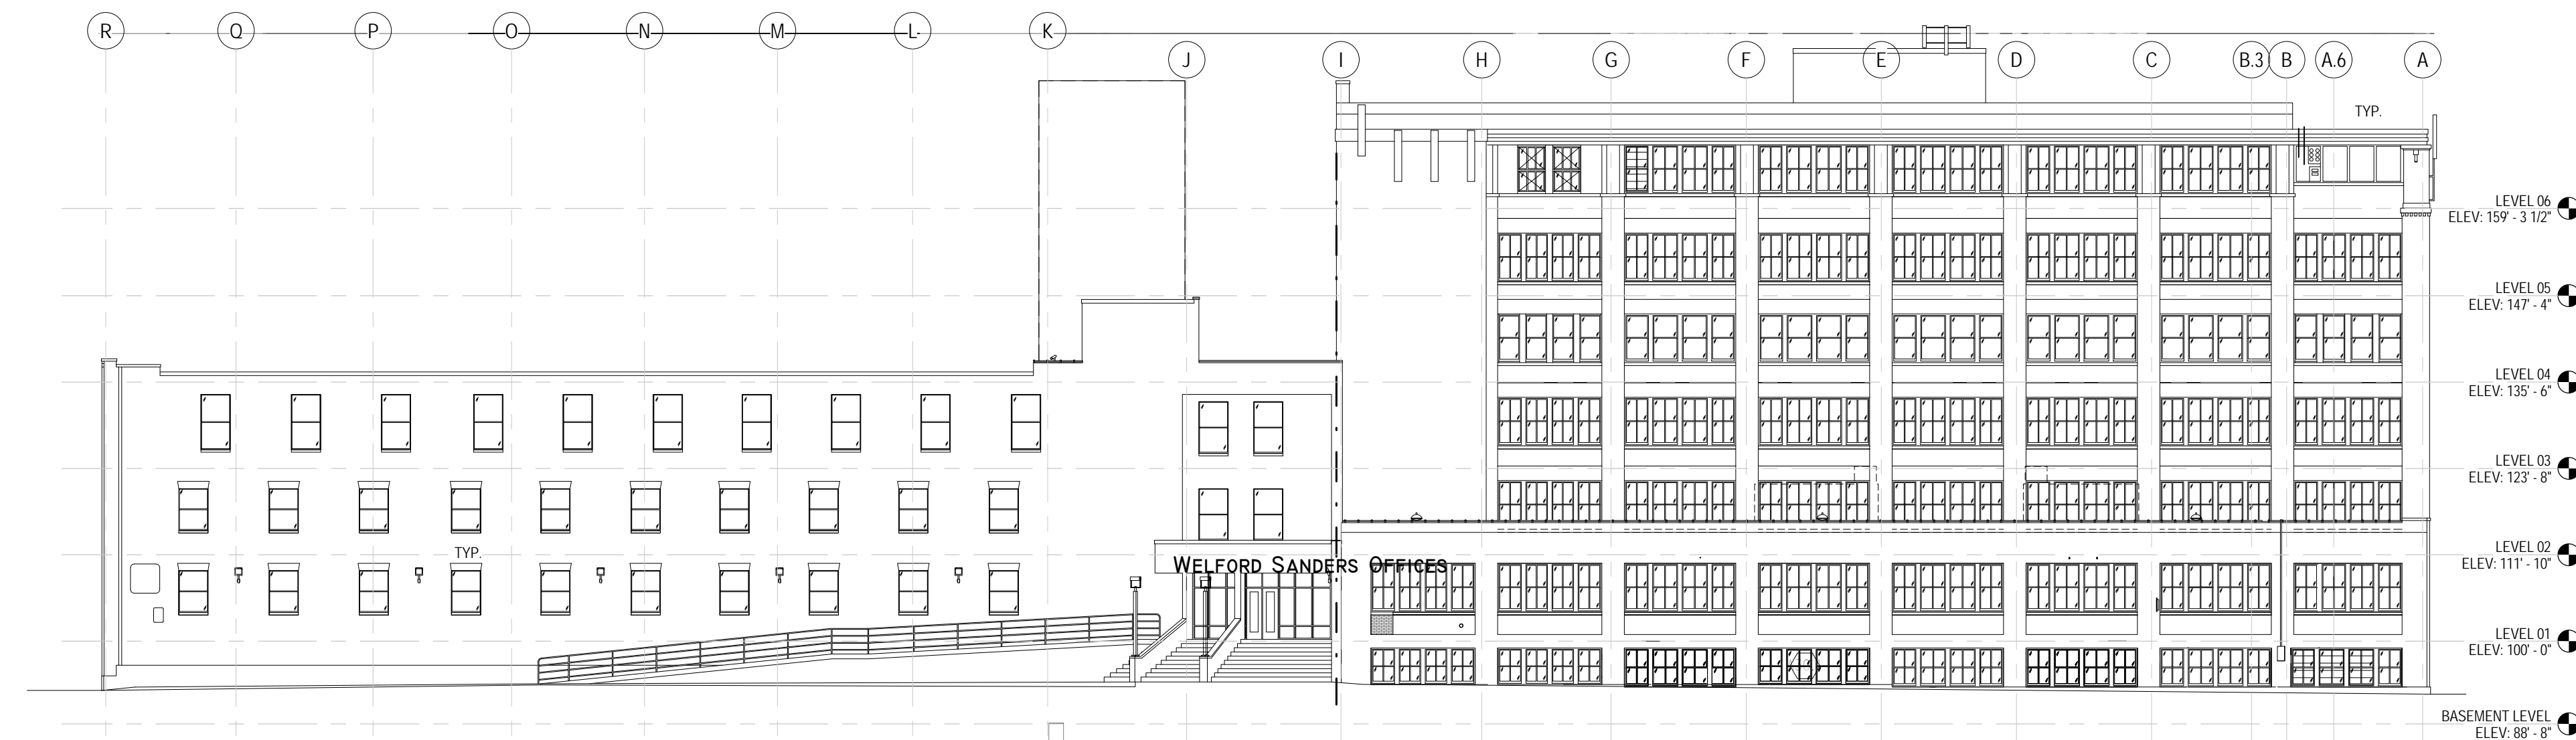 R Q P O N M L K
J I H G F E D C B.3 B A.6 A
TYP.
LEVEL 06
ELEV: 159' - 3 1/2"
LEVEL 05
ELEV: 147' - 4"
LEVEL 04
ELEV: 135' - 6"
LEVEL 03
ELEV: 123' - 8"
TYP.
LEVEL 02
ELEV: 111' - 10"
WELFORD SANDERS OFFICES
LEVEL 01
ELEV: 100' - 0"
BASEMENT LEVEL
ELEV: 88' - 8"